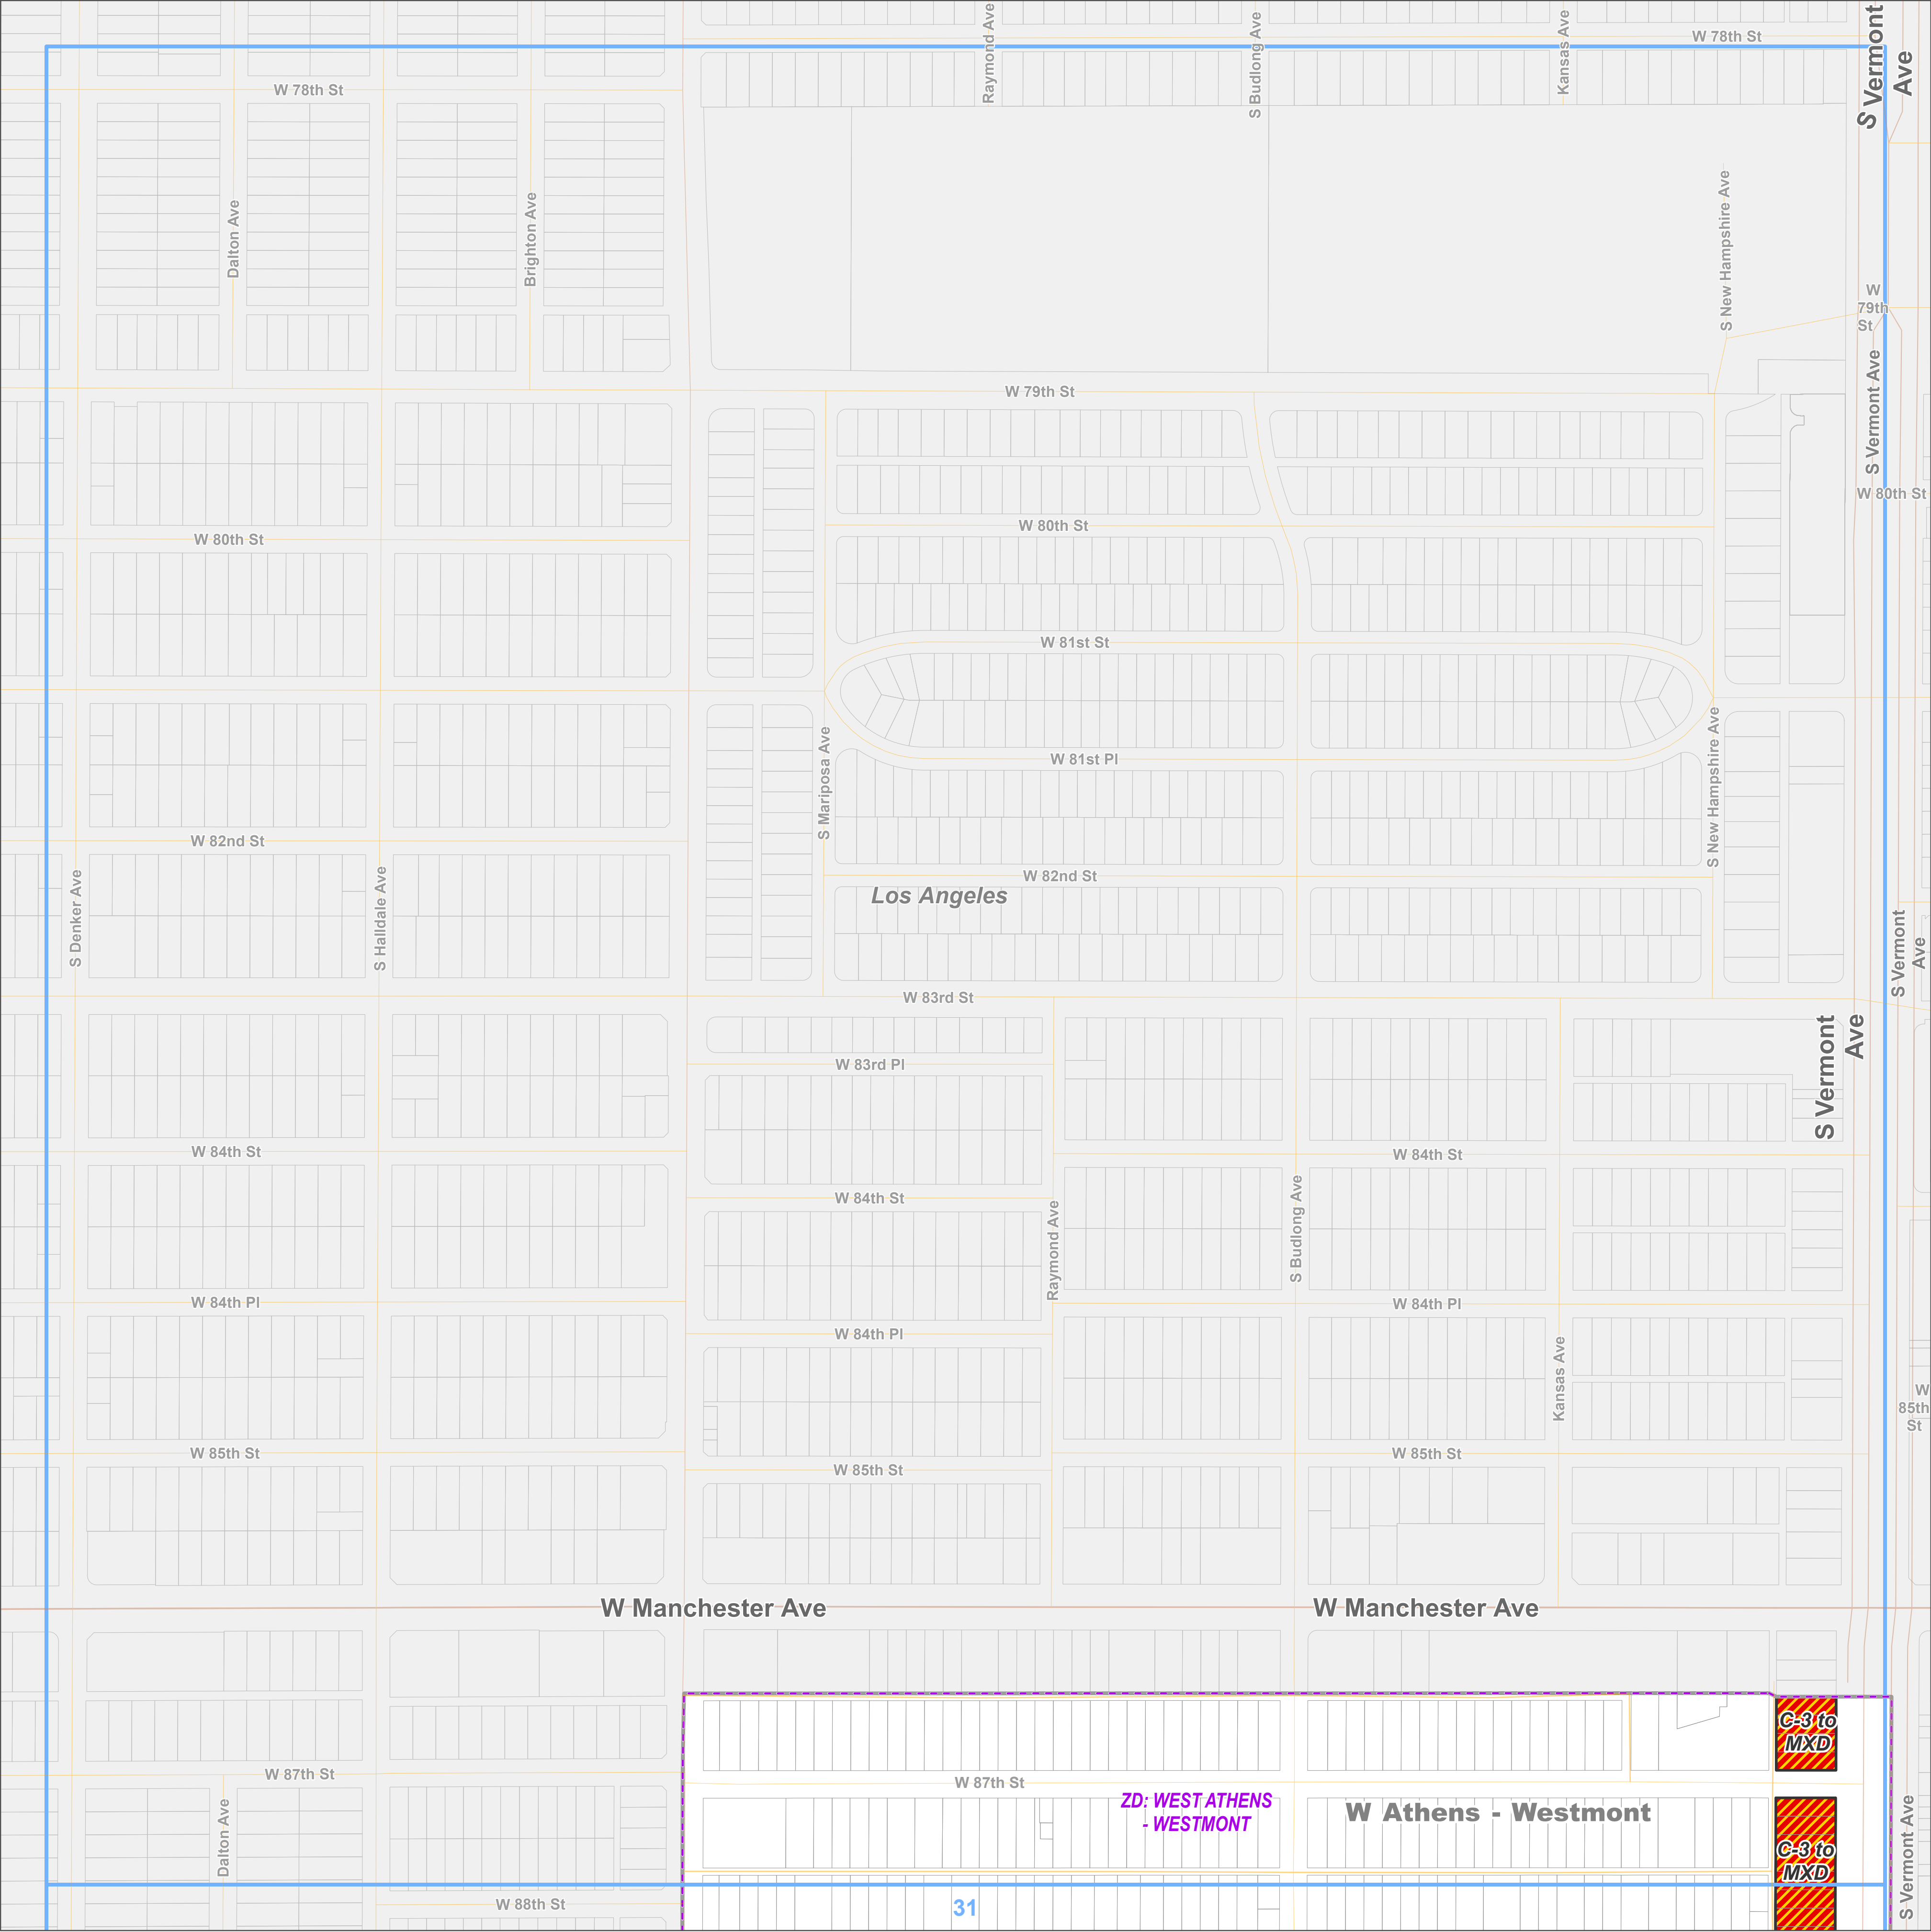 Raymond Ave
S Budlong Ave
Kansas Ave
W 78th St
S Vermont
Ave
W 78th St
Dalton Ave
Brighton Ave
S New Hampshire Ave
W
79th
St
W 79th St
S Vermont Ave
W 80th St
W 80th St
W 80th St
W 81st St
S Mariposa Ave
W 81st Pl
S New Hampshire Ave
W 82nd St
W 82nd St
Los Angeles
S Denker Ave
S Halldale Ave
S Vermont
Ave
W 83rd St
S Vermont
Ave
W 83rd Pl
W 84th St
W 84th St
W 84th St
Raymond Ave
S Budlong Ave
W 84th Pl
W 84th Pl
W 84th Pl
Kansas Ave
W
85th
St
W 85th St
W 85th St
W 85th St
W Manchester Ave
W Manchester Ave
C-3 to
MXD
W 87th St
W 87th St
ZD: WEST ATHENS
- WESTMONT
W Athens - Westmont
Dalton Ave
C-3 to
MXD
S Vermont Ave
W 88th St
31